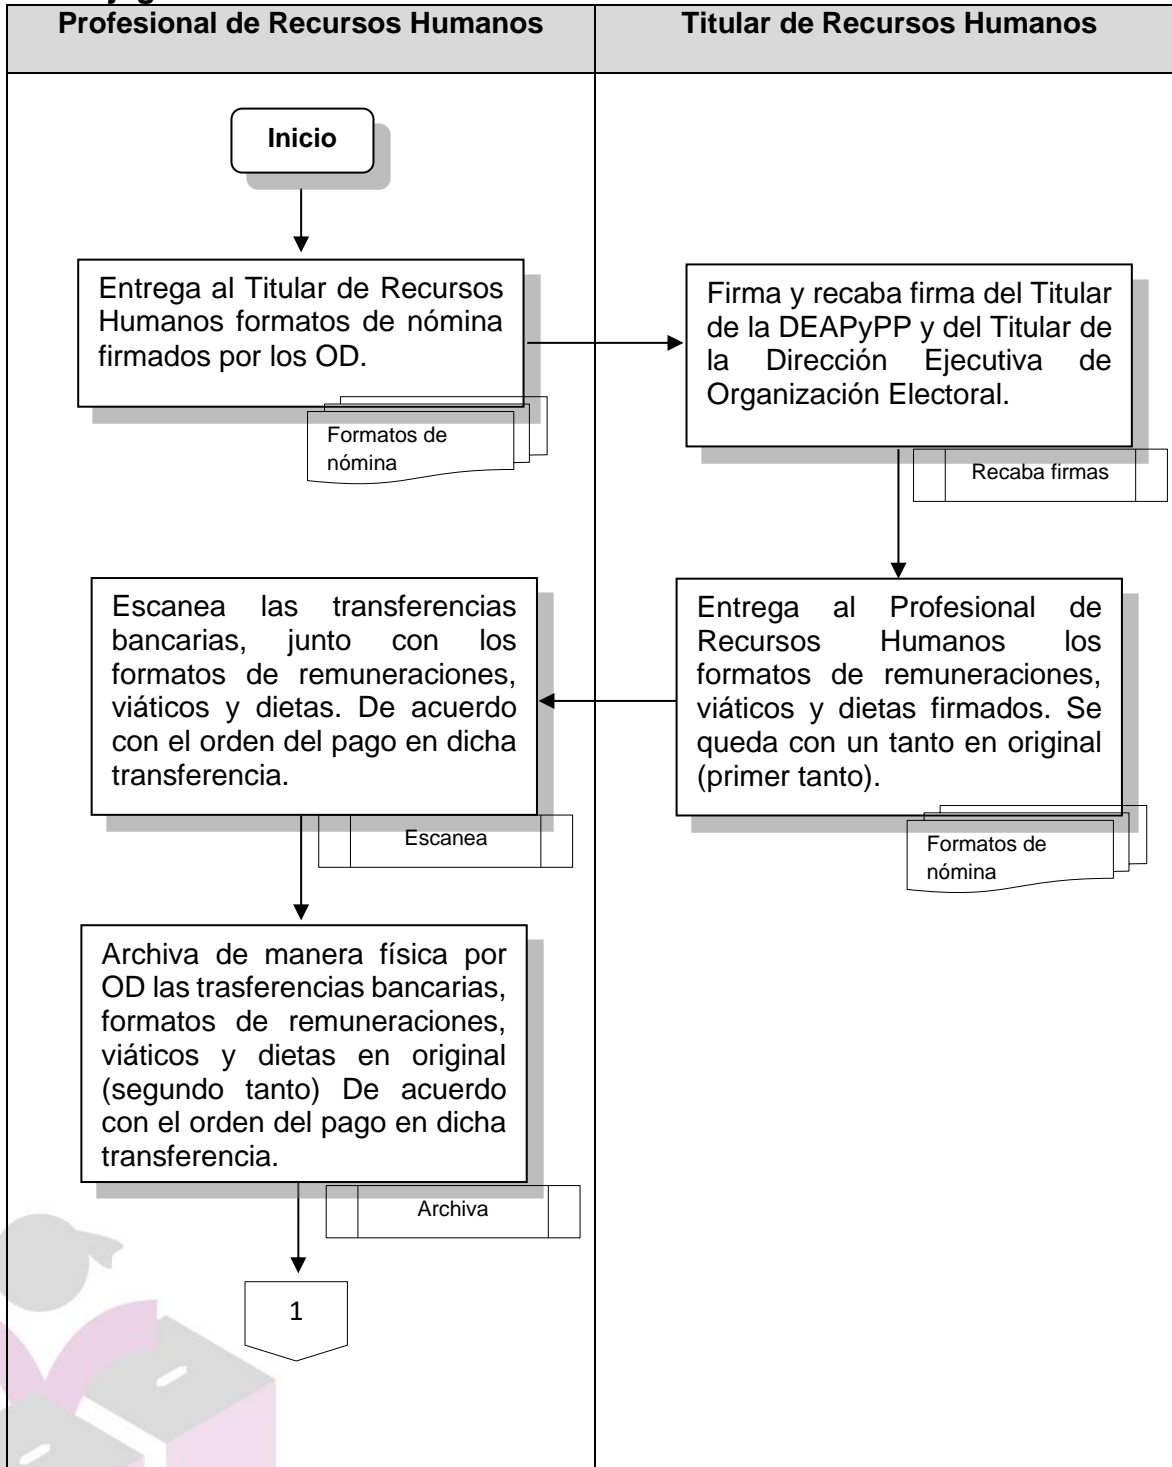 Profesional de Recursos Humanos
Titular de Recursos Humanos
Inicio
Entrega al Titular de Recursos
Humanos formatos de nómina
firmados por los OD.
Formatos de
nómina
Firma y recaba firma del Titular
de la DEAPyPP y del Titular de
la Dirección Ejecutiva de
Organización Electoral.
Recaba firmas
Entrega al Profesional de
Recursos Humanos los
formatos de remuneraciones,
viáticos y dietas firmados. Se
queda con un tanto en original
(primer tanto).
Formatos de
nómina
Escanea las transferencias
bancarias, junto con los
formatos de remuneraciones,
viáticos y dietas. De acuerdo
con el orden del pago en dicha
transferencia.
Escanea
Archiva de manera física por
OD las trasferencias bancarias,
formatos de remuneraciones,
viáticos y dietas en original
(segundo tanto) De acuerdo
con el orden del pago en dicha
transferencia.
Archiva
1